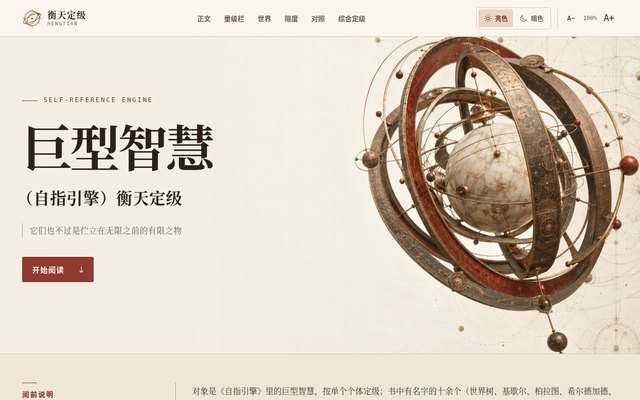 衡天定级
HENGTIAN
正文 量级栏 世界 限度 对照 综合定级
亮色 暗色 A− 100% A+
SELF-REFERENCE ENGINE
巨型智慧
（自指引擎）衡天定级
它们也不过是伫立在无限之前的有限之物
开始阅读 ↓
阅前说明
对象是《自指引擎》里的巨型智慧，按单个个体定级；书中有名字的十余个（世界树、基歇尔、柏拉图、希尔德加德、